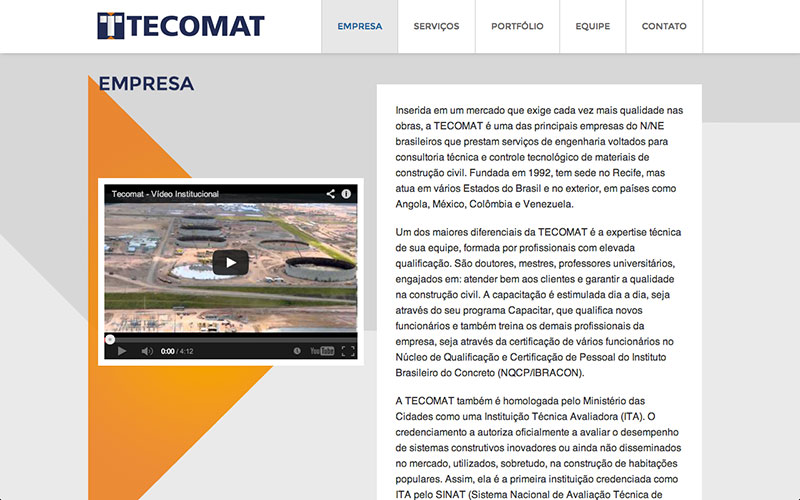 TECOMAT
EMPRESA
SERVIÇOS
PORTFÓLIO
EQUIPE
CONTATO
EMPRESA
Tecomat - Vídeo Institucional
0:00 / 4:12
YouTube
Inserida em um mercado que exige cada vez mais qualidade nas
obras, a TECOMAT é uma das principais empresas do N/NE
brasileiros que prestam serviços de engenharia voltados para
consultoria técnica e controle tecnológico de materiais de
construção civil. Fundada em 1992, tem sede no Recife, mas
atua em vários Estados do Brasil e no exterior, em países como
Angola, México, Colômbia e Venezuela.
Um dos maiores diferenciais da TECOMAT é a expertise técnica
de sua equipe, formada por profissionais com elevada
qualificação. São doutores, mestres, professores universitários,
engajados em: atender bem aos clientes e garantir a qualidade
na construção civil. A capacitação é estimulada dia a dia, seja
através do seu programa Capacitar, que qualifica novos
funcionários e também treina os demais profissionais da
empresa, seja através da certificação de vários funcionários no
Núcleo de Qualificação e Certificação de Pessoal do Instituto
Brasileiro do Concreto (NQCP/IBRACON).
A TECOMAT também é homologada pelo Ministério das
Cidades como uma Instituição Técnica Avaliadora (ITA). O
credenciamento a autoriza oficialmente a avaliar o desempenho
de sistemas construtivos inovadores ou ainda não disseminados
no mercado, utilizados, sobretudo, na construção de habitações
populares. Assim, ela é a primeira instituição credenciada como
ITA pelo SINAT (Sistema Nacional de Avaliação Técnica de